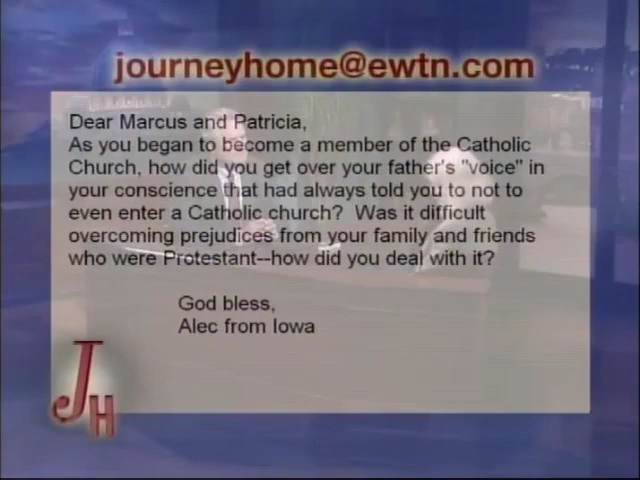 journeyhome@ewtn.com
Dear Marcus and Patricia,
As you began to become a member of the Catholic
Church, how did you get over your father's "voice" in
your conscience that had always told you to not to
even enter a Catholic church?  Was it difficult
overcoming prejudices from your family and friends
who were Protestant--how did you deal with it?
God bless,
Alec from Iowa
JH